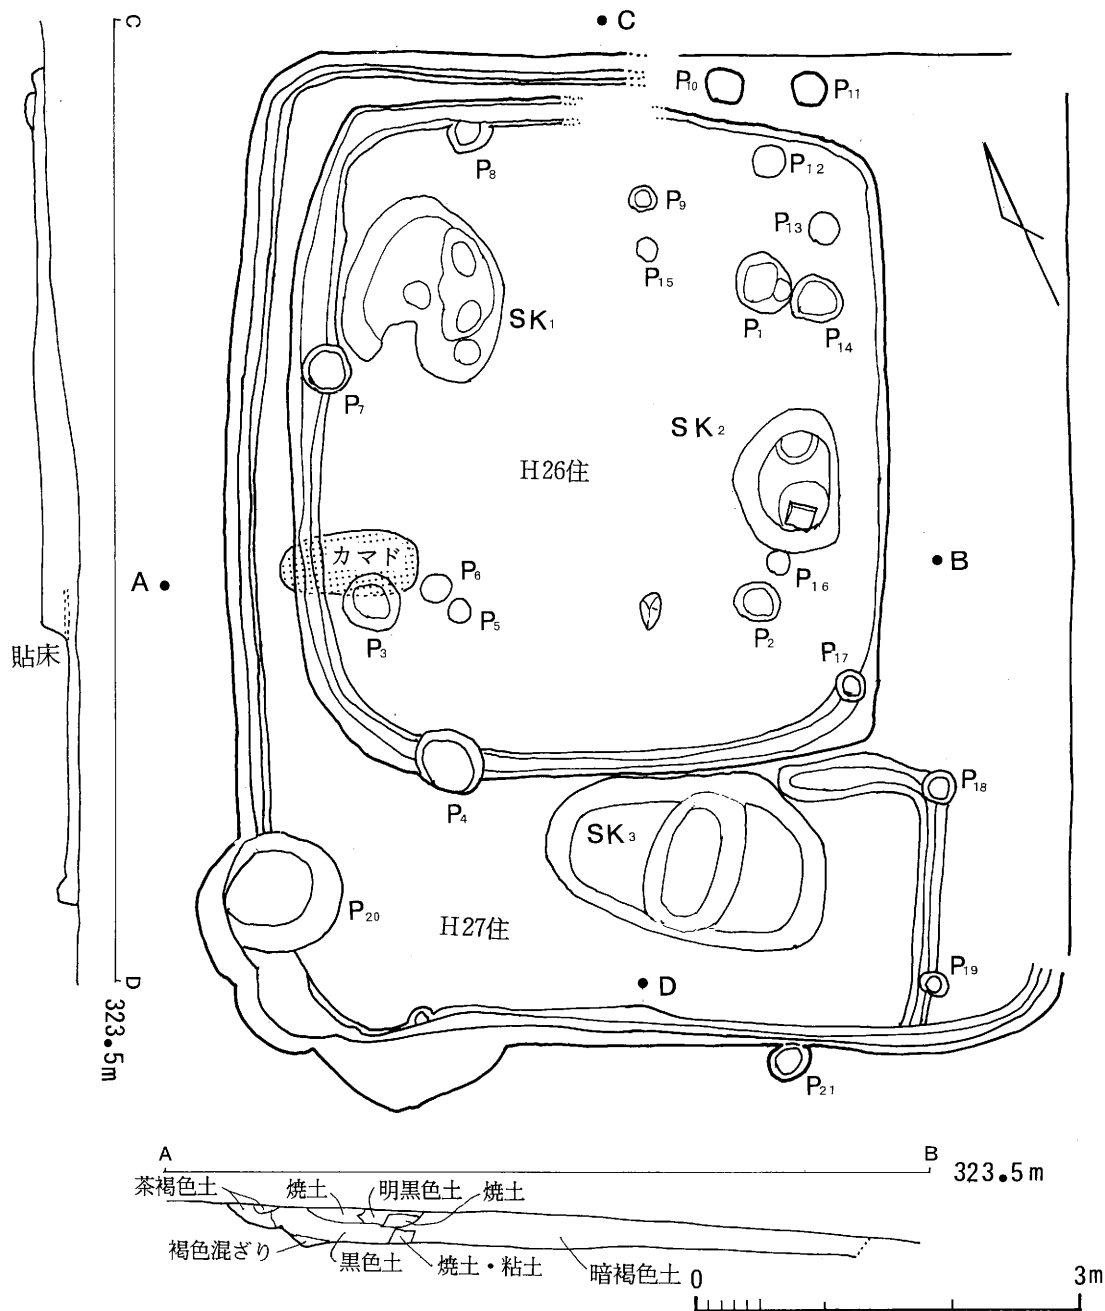 C
C
P10
P11
P8
P12
P9
P13
P15
SK1
P1
P14
P7
SK2
H26住
カマド
A
B
P6
P16
P5
P3
P2
貼床
P17
P4
P18
SK3
P20
H27住
P19
D
D
323.5m
P21
A
B
323.5m
茶褐色土
焼土
明黒色土
焼土
褐色混ざり
黒色土
焼土・粘土
暗褐色土
0
3m